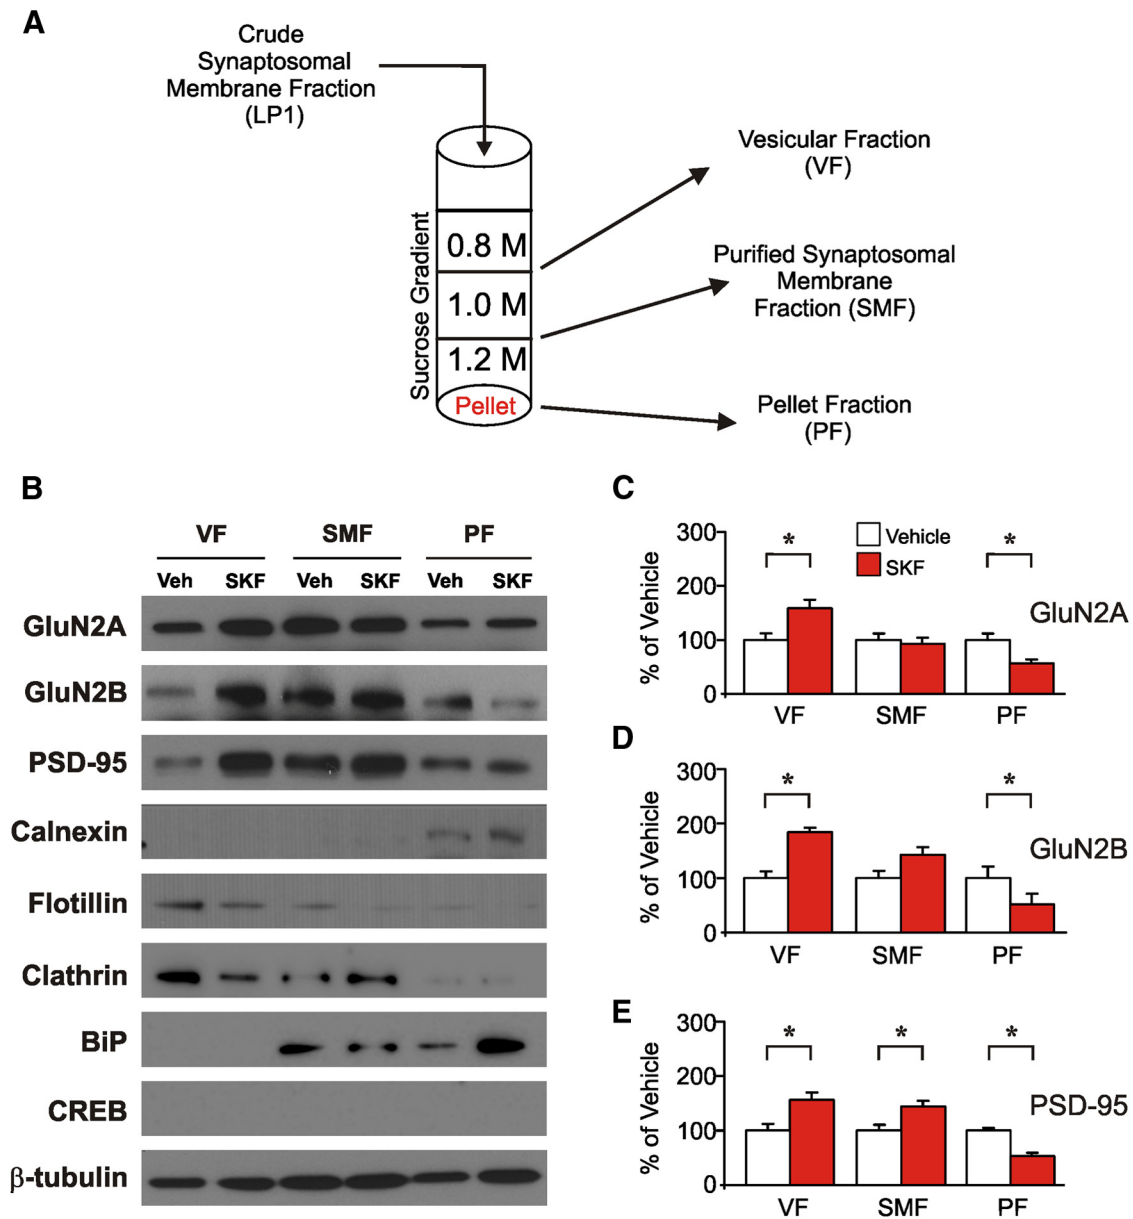 A
Crude
Synaptosomal
Membrane Fraction
(LP1)
Sucrose Gradient
0.8 M
1.0 M
1.2 M
Pellet
Vesicular Fraction
(VF)
Purified Synaptosomal
Membrane
Fraction (SMF)
Pellet Fraction
(PF)
B
VF SMF PF
Veh SKF Veh SKF Veh SKF
GluN2A
GluN2B
PSD-95
Calnexin
Flotillin
Clathrin
BiP
CREB
β-tubulin
C
% of Vehicle
300
200
100
0
* *
Vehicle
SKF
GluN2A
VF SMF PF
D
% of Vehicle
300
200
100
0
* *
GluN2B
VF SMF PF
E
% of Vehicle
300
200
100
0
* * *
PSD-95
VF SMF PF